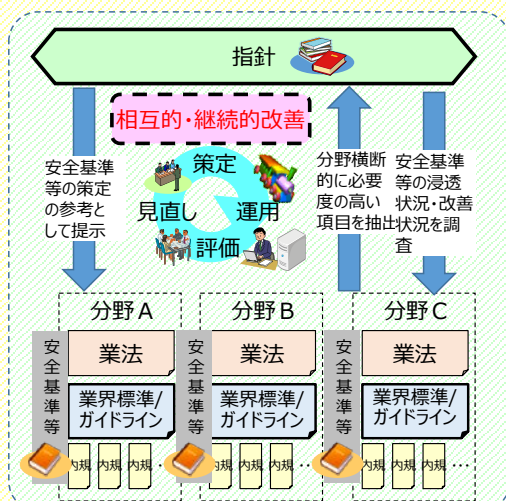 指針
相互的・継続的改善
安全基準
等の策定
の参考と
して提示
策定
見直し
運用
評価
分野横断
的に必要
度の高い
項目を抽出
安全基準
等の浸透
状況・改善
状況を調
査
分野A
安全基準等
業法
業界標準/
ガイドライン
内規 内規 内規 …
分野B
安全基準等
業法
業界標準/
ガイドライン
内規 内規 内規 …
分野C
安全基準等
業法
業界標準/
ガイドライン
内規 内規 内規 …